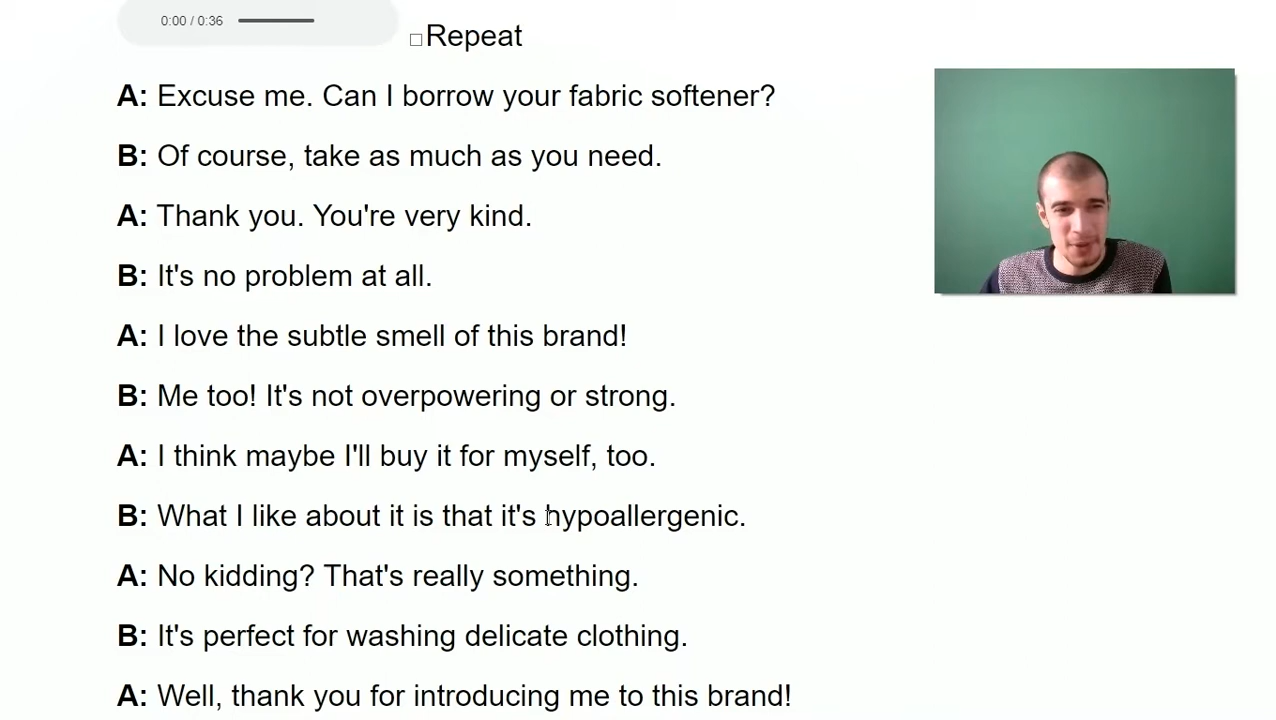 0:00 / 0:36
Repeat
A: Excuse me. Can I borrow your fabric softener?
B: Of course, take as much as you need.
A: Thank you. You're very kind.
B: It's no problem at all.
A: I love the subtle smell of this brand!
B: Me too! It's not overpowering or strong.
A: I think maybe I'll buy it for myself, too.
B: What I like about it is that it's hypoallergenic.
A: No kidding? That's really something.
B: It's perfect for washing delicate clothing.
A: Well, thank you for introducing me to this brand!